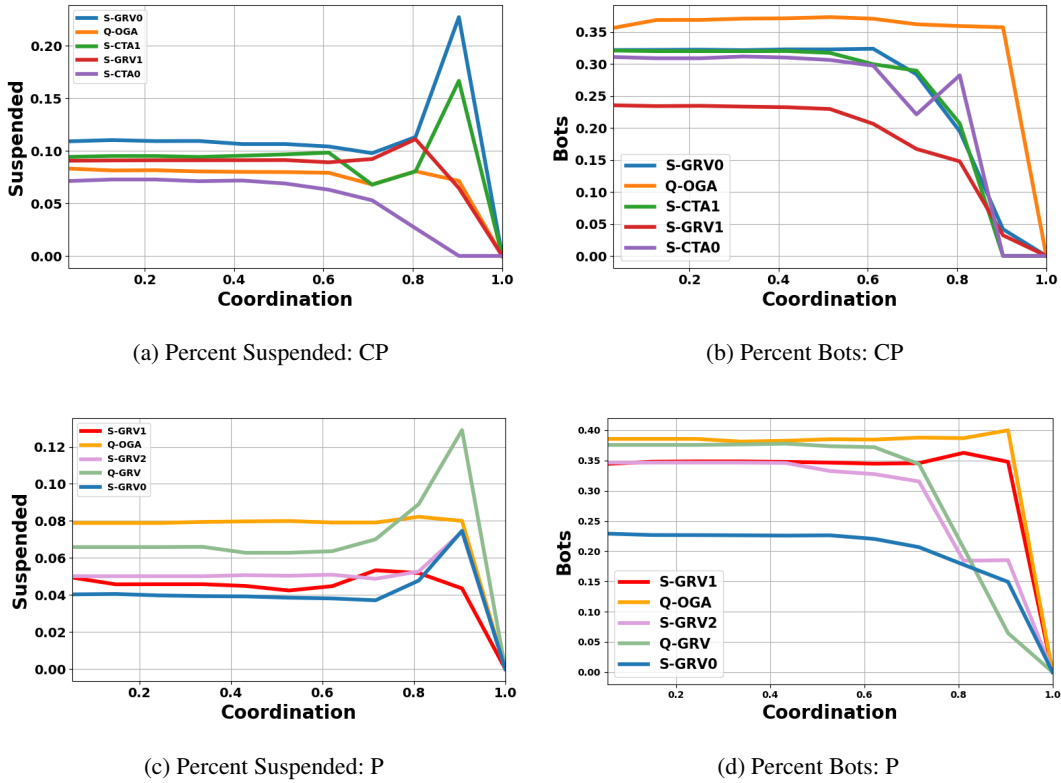 S-GRV0
Q-OGA
S-CTA1
S-GRV1
S-CTA0
0.20
0.15
0.10
0.05
0.00
Suspended
0.2 0.4 0.6 0.8 1.0
Coordination
(a) Percent Suspended: CP
0.35
0.30
0.25
0.20
0.15
0.10
0.05
0.00
Bots
S-GRV0
Q-OGA
S-CTA1
S-GRV1
S-CTA0
0.2 0.4 0.6 0.8 1.0
Coordination
(b) Percent Bots: CP
S-GRV1
Q-OGA
S-GRV2
Q-GRV
S-GRV0
0.12
0.10
0.08
0.06
0.04
0.02
0.00
Suspended
0.2 0.4 0.6 0.8 1.0
Coordination
(c) Percent Suspended: P
0.40
0.35
0.30
0.25
0.20
0.15
0.10
0.05
0.00
Bots
S-GRV1
Q-OGA
S-GRV2
Q-GRV
S-GRV0
0.2 0.4 0.6 0.8 1.0
Coordination
(d) Percent Bots: P